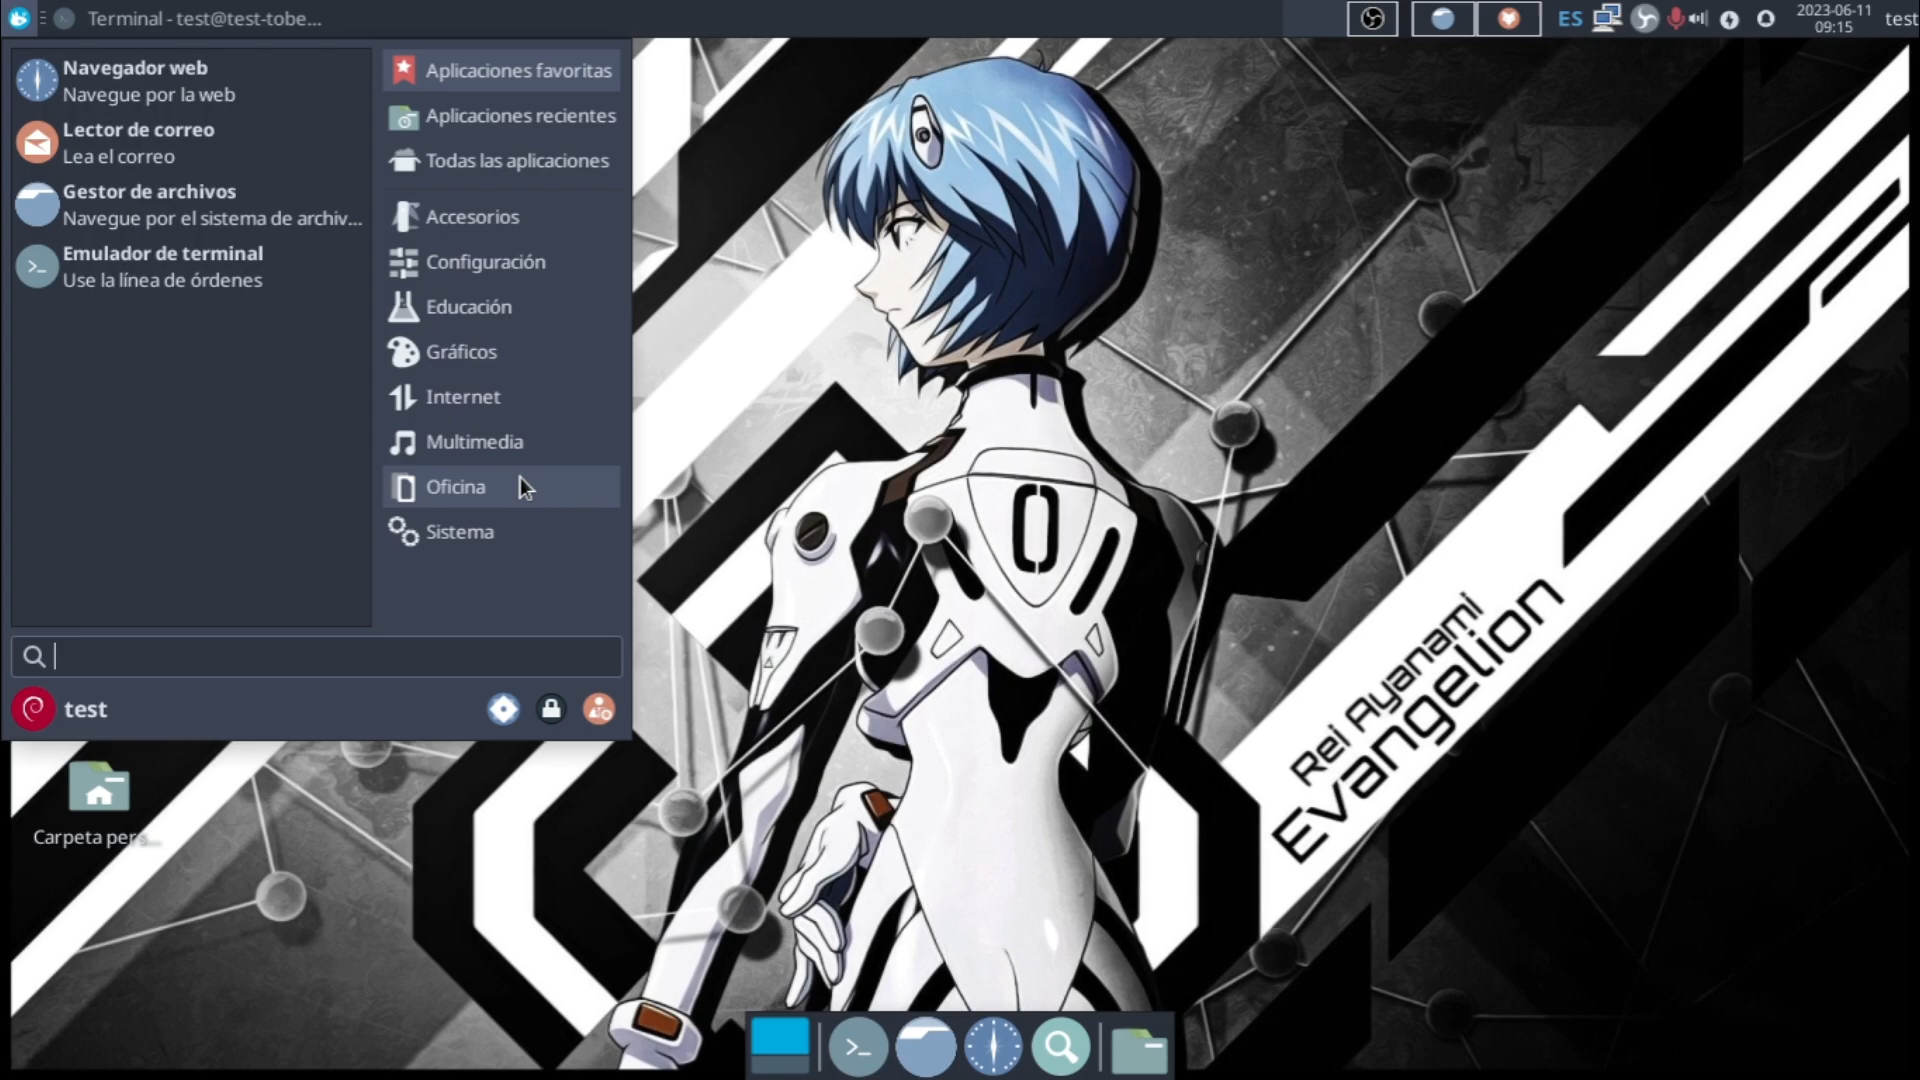 Terminal - test@test-tobe...
ES
2023-06-11
09:15
test
Navegador web
Navegue por la web
Lector de correo
Lea el correo
Gestor de archivos
Navegue por el sistema de archiv...
Emulador de terminal
Use la línea de órdenes
Aplicaciones favoritas
Aplicaciones recientes
Todas las aplicaciones
Accesorios
Configuración
Educación
Gráficos
Internet
Multimedia
Oficina
Sistema
test
Carpeta pers...
0
Rei Ayanami
Evangelion